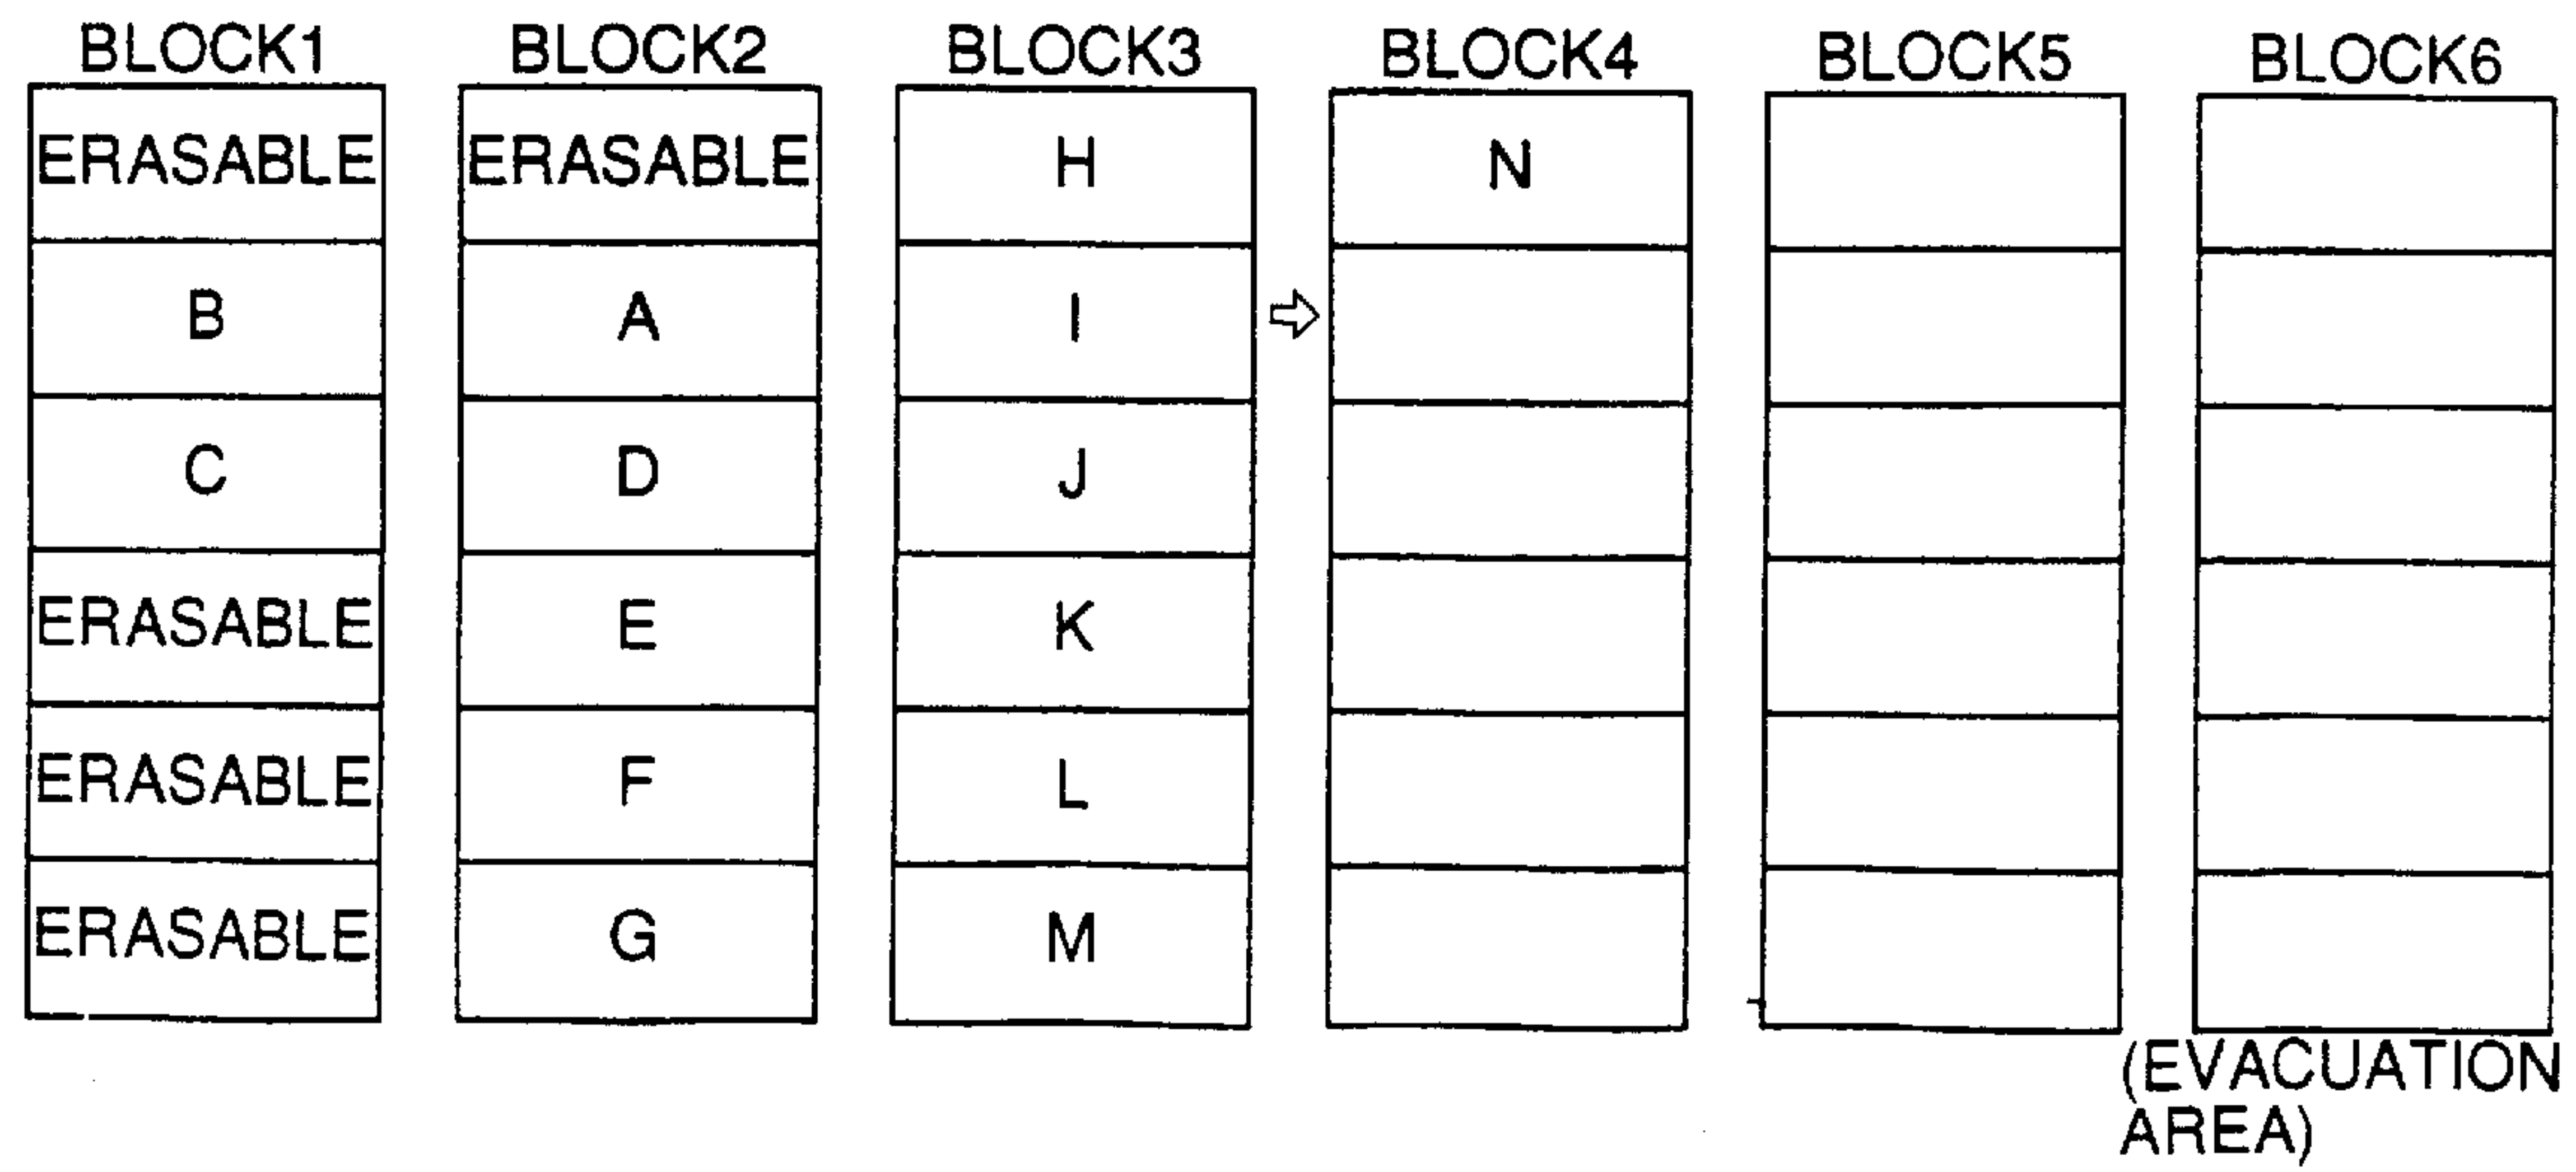 BLOCK1 BLOCK2 BLOCK3 BLOCK4 BLOCK5 BLOCK6
ERASABLE ERASABLE H N
B A I
C D J
ERASABLE E K
ERASABLE F L
ERASABLE G M
(EVACUATION
AREA)